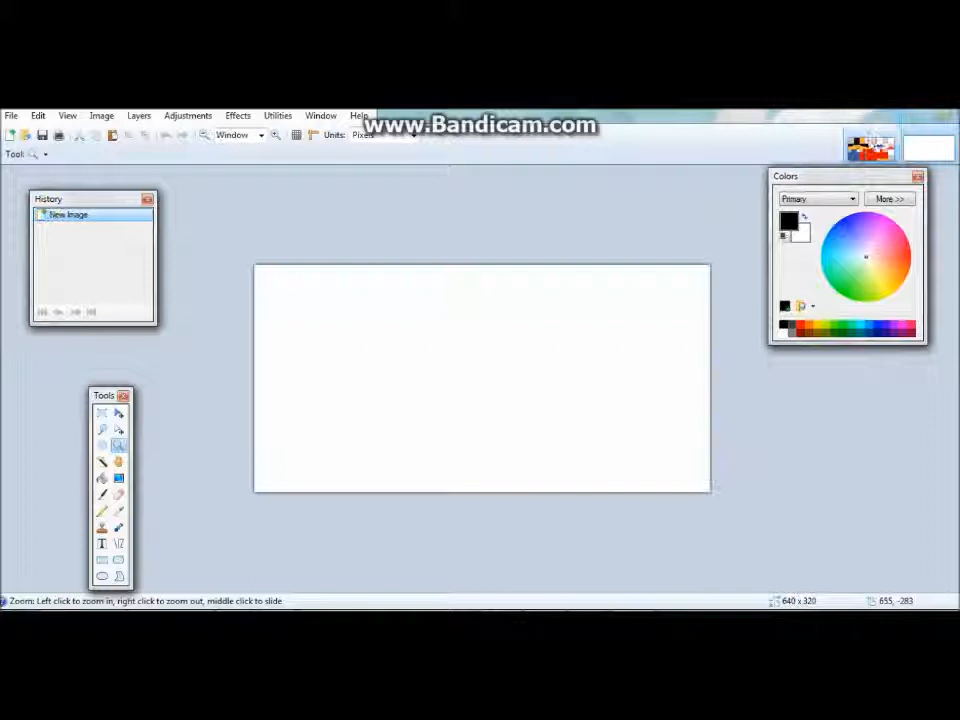 www.Bandicam.com
File Edit View Image Layers Adjustments Effects Utilities Window Help
Window Units: Pixels
Tool:
History
New Image
Colors
Primary More >>
Tools
Zoom: Left click to zoom in, right click to zoom out, middle click to slide 640 x 320 655, -283